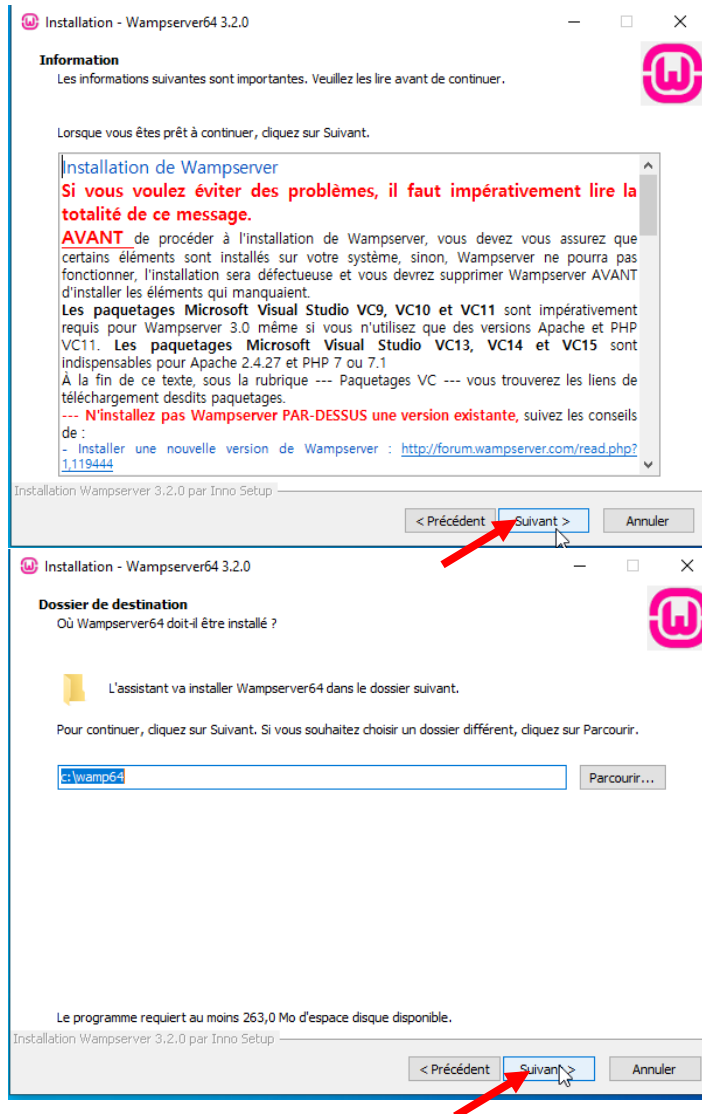 Installation - Wampserver64 3.2.0
Information
Les informations suivantes sont importantes. Veuillez les lire avant de continuer.
Lorsque vous êtes prêt à continuer, cliquez sur Suivant.
Installation de Wampserver
Si vous voulez éviter des problèmes, il faut impérativement lire la
totalité de ce message.
AVANT de procéder à l'installation de Wampserver, vous devez vous assurez que
certains éléments sont installés sur votre système, sinon, Wampserver ne pourra pas
fonctionner, l'installation sera défectueuse et vous devrez supprimer Wampserver AVANT
d'installer les éléments qui manquaient.
Les paquetages Microsoft Visual Studio VC9, VC10 et VC11 sont impérativement
requis pour Wampserver 3.0 même si vous n'utilisez que des versions Apache et PHP
VC11. Les paquetages Microsoft Visual Studio VC13, VC14 et VC15 sont
indispensables pour Apache 2.4.27 et PHP 7 ou 7.1
À la fin de ce texte, sous la rubrique --- Paquetages VC --- vous trouverez les liens de
téléchargement desdits paquetages.
--- N'installez pas Wampserver PAR-DESSUS une version existante, suivez les conseils
de :
- Installer une nouvelle version de Wampserver : http://forum.wampserver.com/read.php?
1,119444
Installation Wampserver 3.2.0 par Inno Setup
< Précédent Suivant > Annuler
Installation - Wampserver64 3.2.0
Dossier de destination
Où Wampserver64 doit-il être installé ?
L'assistant va installer Wampserver64 dans le dossier suivant.
Pour continuer, cliquez sur Suivant. Si vous souhaitez choisir un dossier différent, cliquez sur Parcourir.
c:\wamp64 Parcourir...
Le programme requiert au moins 263,0 Mo d'espace disque disponible.
Installation Wampserver 3.2.0 par Inno Setup
< Précédent Suivant > Annuler